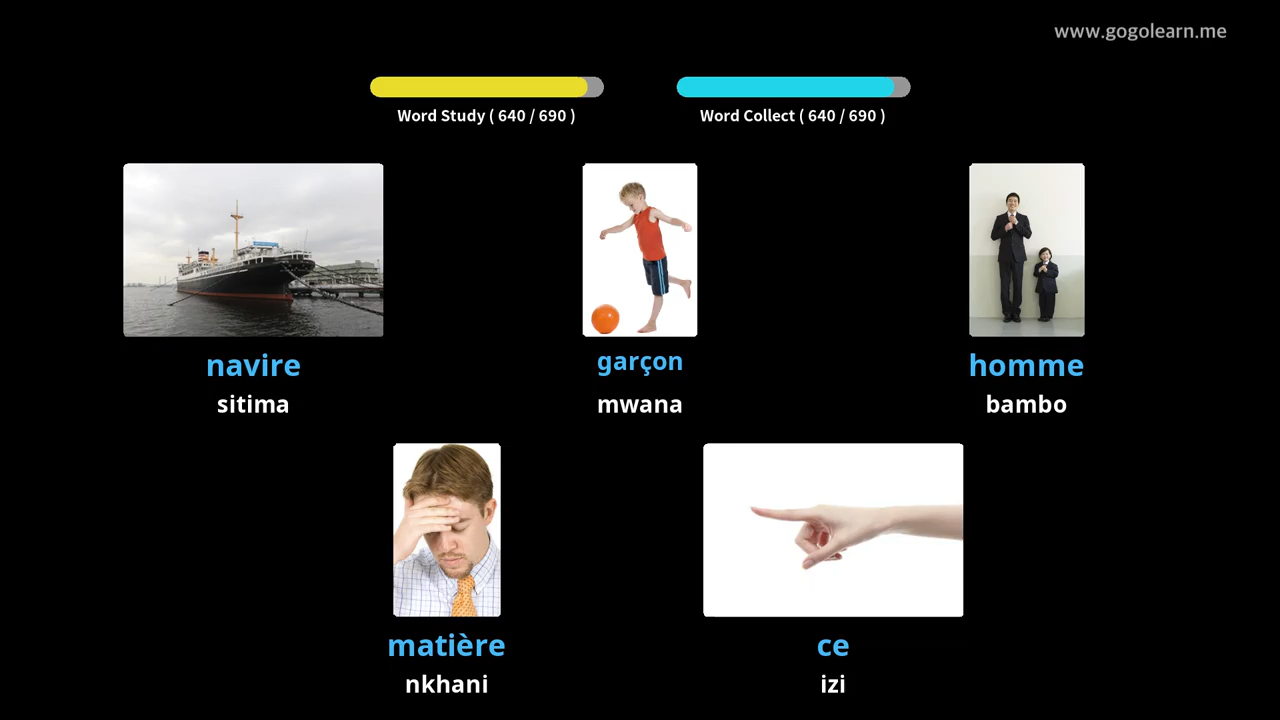 www.gogolearn.me
Word Study ( 640 / 690 )
Word Collect ( 640 / 690 )
navire
sitima
garçon
mwana
homme
bambo
matière
nkhani
ce
izi